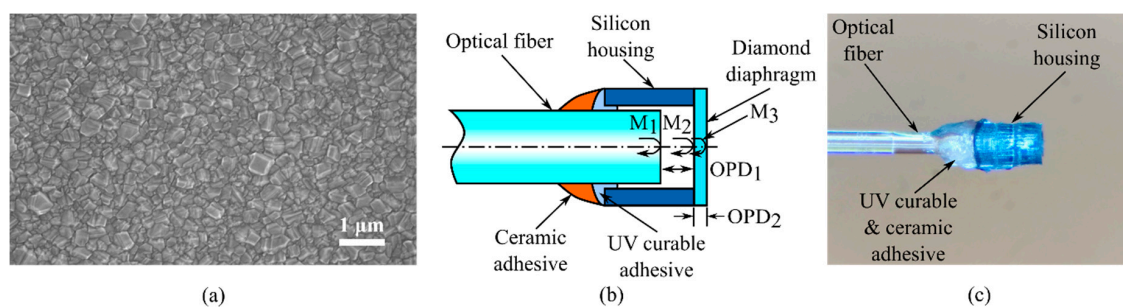 1 µm
(a)
Optical fiber
Silicon
housing
Diamond
diaphragm
M1
M2
M3
OPD1
OPD2
Ceramic
adhesive
UV curable
adhesive
(b)
Optical
fiber
Silicon
housing
UV curable
& ceramic
adhesive
(c)